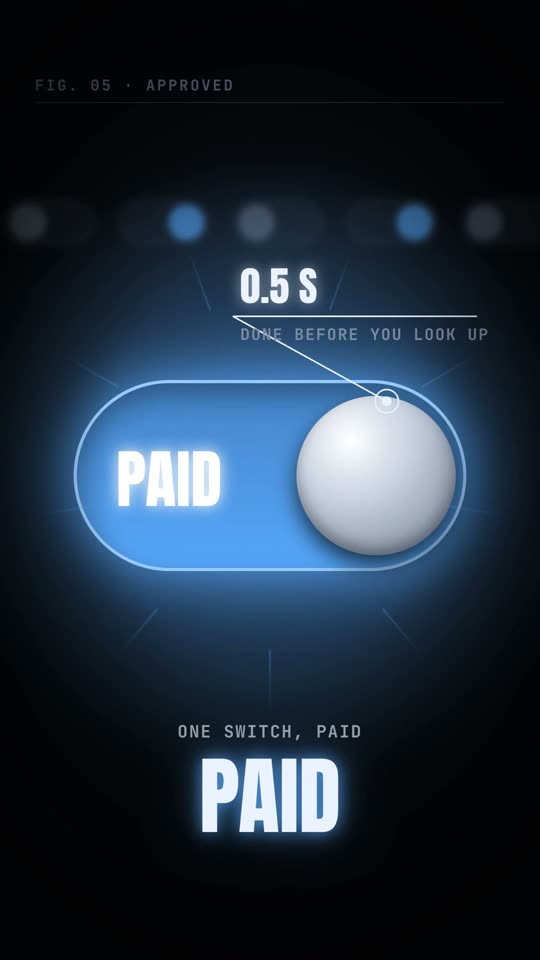 FIG. 05 · APPROVED
0.5 S
DONE BEFORE YOU LOOK UP
PAID
ONE SWITCH, PAID
PAID